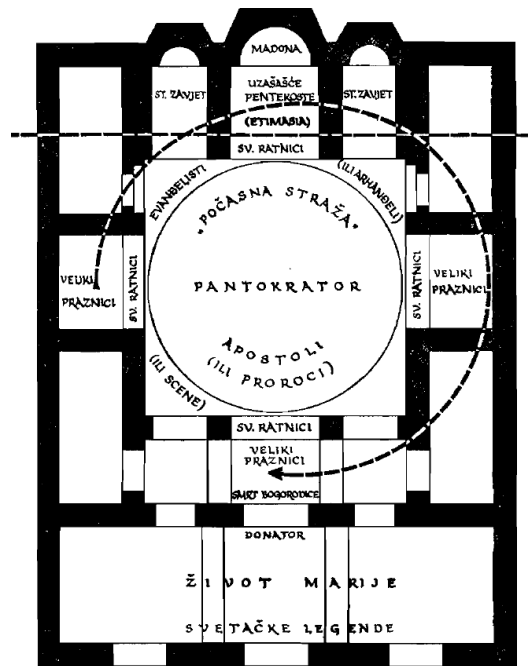 MADONA
ST. ZAVJET
UZAŠAŠĆE
PENTEKOSTE
(ETIMASIA)
ST. ZAVJET
SV. RATNICI
EVANĐELISTI
(ILI ARHANĐELI)
"POČASNA STRAŽA"
VELIKI
PRAZNICI
SV. RATNICI
PANTOKRATOR
SV. RATNICI
VELIKI
PRAZNICI
APOSTOLI
(ILI PROROCI)
(ILI SCENE)
SV. RATNICI
VELIKI
PRAZNICI
SMRT BOGORODICE
DONATOR
ŽIVOT MARIJE
SVETAČKE LEGENDE